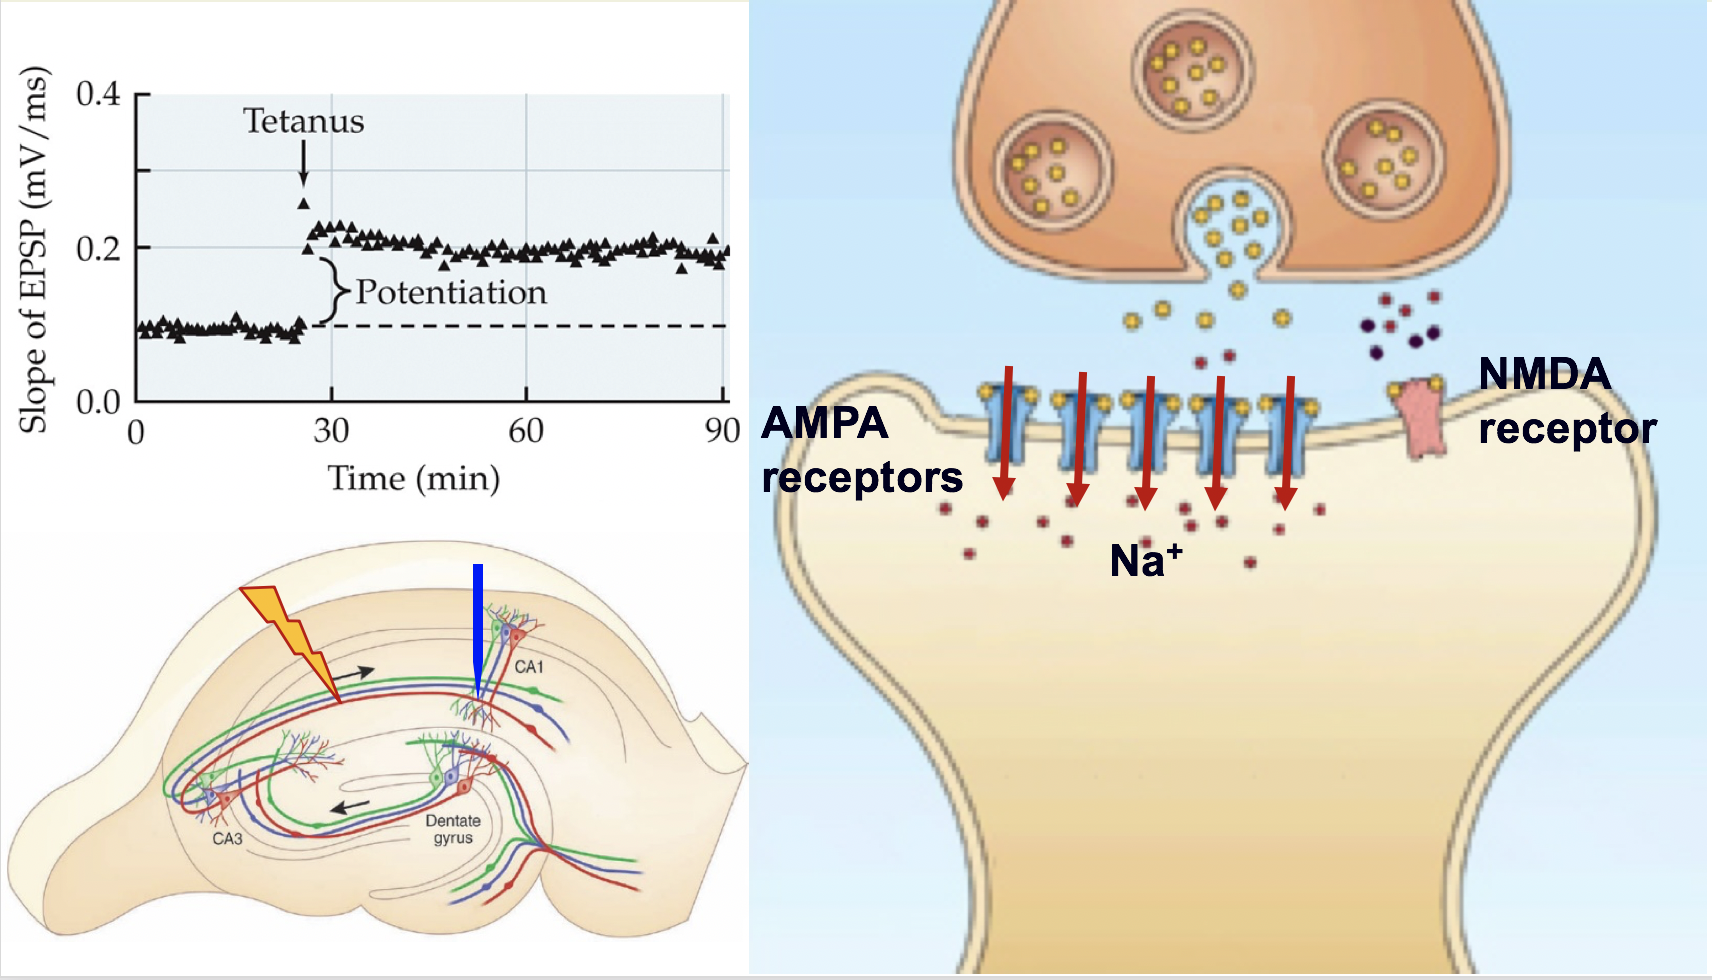 Slope of EPSP (mV/ms)
0.4
0.2
0.0
Tetanus
Potentiation
0
30
60
90
Time (min)
CA1
CA3
Dentate
gyrus
AMPA
receptors
NMDA
receptor
Na⁺